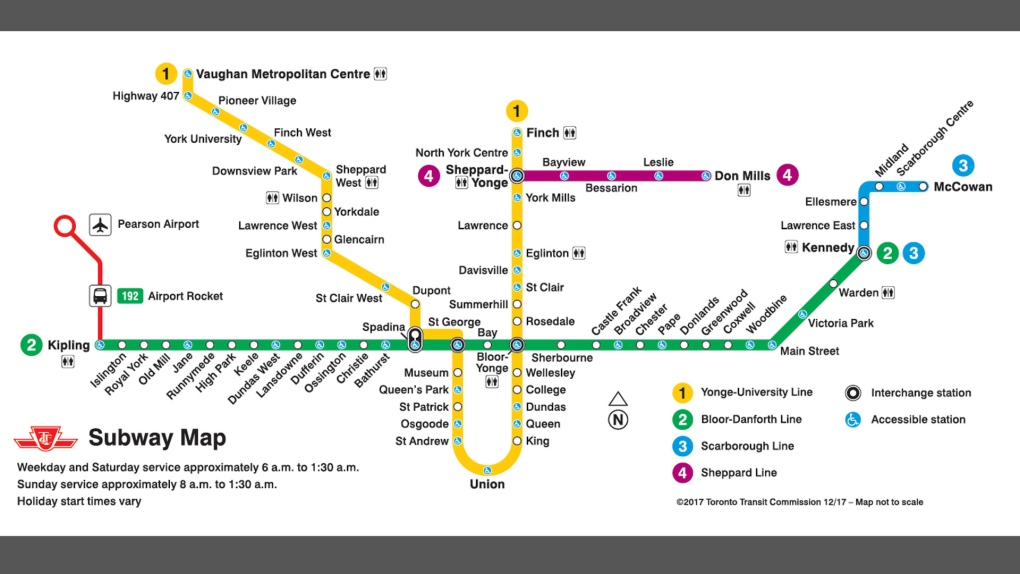 1 Vaughan Metropolitan Centre
Highway 407
Pioneer Village
York University
Finch West
Downsview Park
Sheppard
West
Wilson
Yorkdale
Lawrence West
Glencairn
Eglinton West
St Clair West
Dupont
Spadina
St George
Museum
Queen's Park
St Patrick
Osgoode
St Andrew
Union
King
Queen
Dundas
College
Wellesley
Bloor-
Yonge
Rosedale
Summerhill
St Clair
Davisville
Eglinton
Lawrence
York Mills
4 Sheppard-
Yonge
North York Centre
Finch
1
Bayview
Bessarion
Leslie
Don Mills 4
Pearson Airport
192 Airport Rocket
2 Kipling
Islington
Royal York
Old Mill
Jane
Runnymede
High Park
Keele
Dundas West
Lansdowne
Dufferin
Ossington
Christie
Bathurst
Bay
Sherbourne
Castle Frank
Broadview
Chester
Pape
Donlands
Greenwood
Coxwell
Woodbine
Main Street
Victoria Park
Warden
Kennedy 2 3
Lawrence East
Ellesmere
Midland
Scarborough Centre
McCowan
3
TTC
Subway Map
Weekday and Saturday service approximately 6 a.m. to 1:30 a.m.
Sunday service approximately 8 a.m. to 1:30 a.m.
Holiday start times vary
N
1 Yonge-University Line
2 Bloor-Danforth Line
3 Scarborough Line
4 Sheppard Line
Interchange station
Accessible station
©2017 Toronto Transit Commission 12/17 – Map not to scale